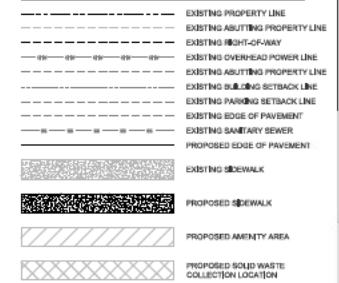 EXISTING PROPERTY LINE
EXISTING ABUTTING PROPERTY LINE
EXISTING RIGHT-OF-WAY
EXISTING OVERHEAD POWER LINE
EXISTING ABUTTING PROPERTY LINE
EXISTING BUILDING SETBACK LINE
EXISTING PARKING SETBACK LINE
EXISTING EDGE OF PAVEMENT
EXISTING SANITARY SEWER
PROPOSED EDGE OF PAVEMENT
EXISTING SIDEWALK
PROPOSED SIDEWALK
PROPOSED AMENITY AREA
PROPOSED SOLID WASTE
COLLECTION LOCATION